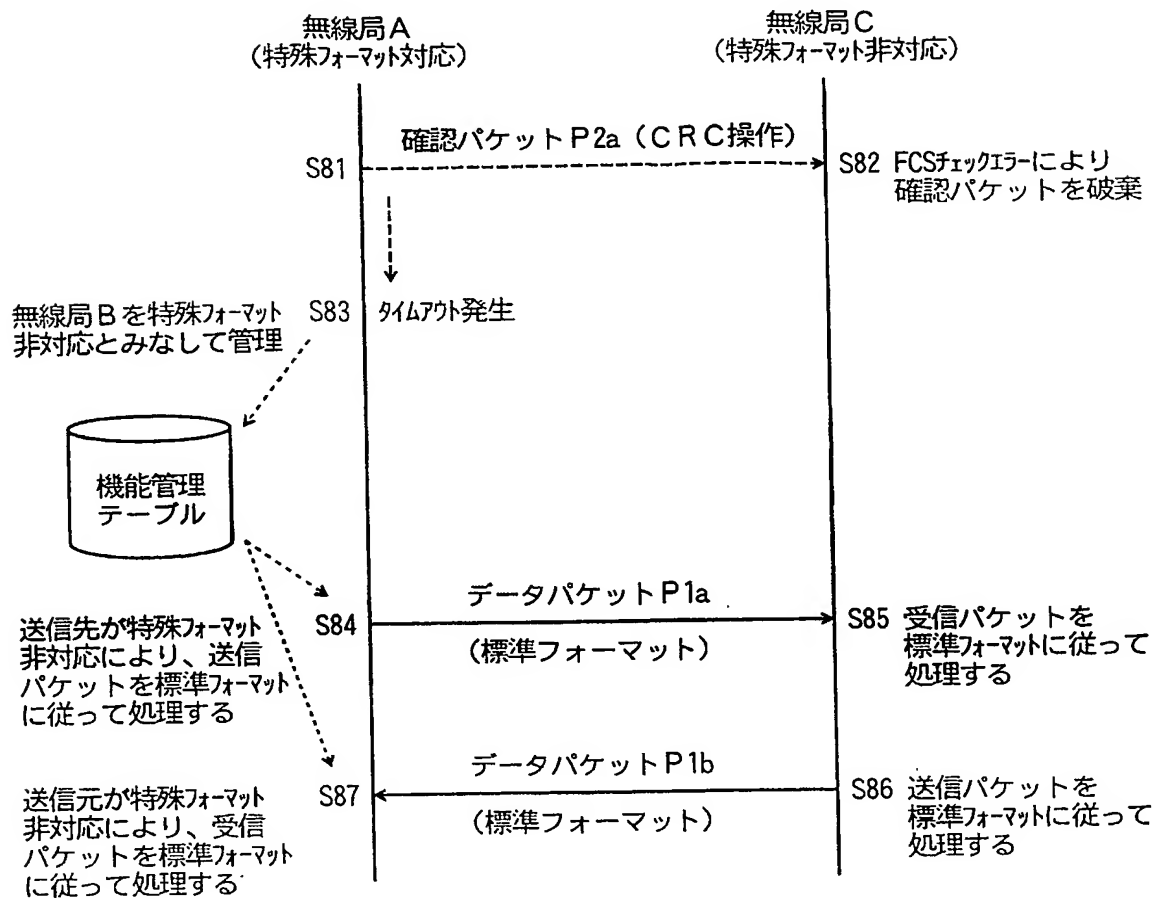 無線局A
(特殊フォーマット対応)
無線局C
(特殊フォーマット非対応)
確認パケットP2a(CRC操作)
S81
S82 FCSチェックエラーにより
確認パケットを破棄
無線局Bを特殊フォーマット
非対応とみなして管理
S83 タイムアウト発生
機能管理
テーブル
データパケットP1a
(標準フォーマット)
S84
送信先が特殊フォーマット
非対応により、送信
パケットを標準フォーマット
に従って処理する
S85 受信パケットを
標準フォーマットに従って
処理する
データパケットP1b
(標準フォーマット)
S87
送信元が特殊フォーマット
非対応により、受信
パケットを標準フォーマット
に従って処理する
S86 送信パケットを
標準フォーマットに従って
処理する